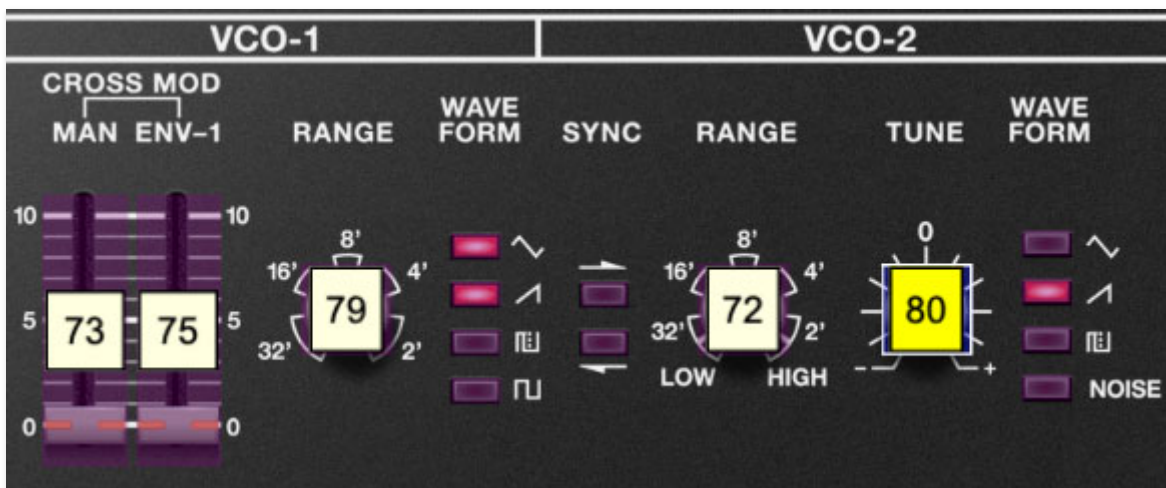 VCO-1 VCO-2
CROSS MOD
MAN ENV-1 RANGE WAVE FORM SYNC RANGE TUNE WAVE FORM
10 10
8' 8' 0
16' 4' 16' 4'
5 73 75 5 79 72 80
32' 2' 32' 2'
LOW HIGH - +
NOISE
0 0